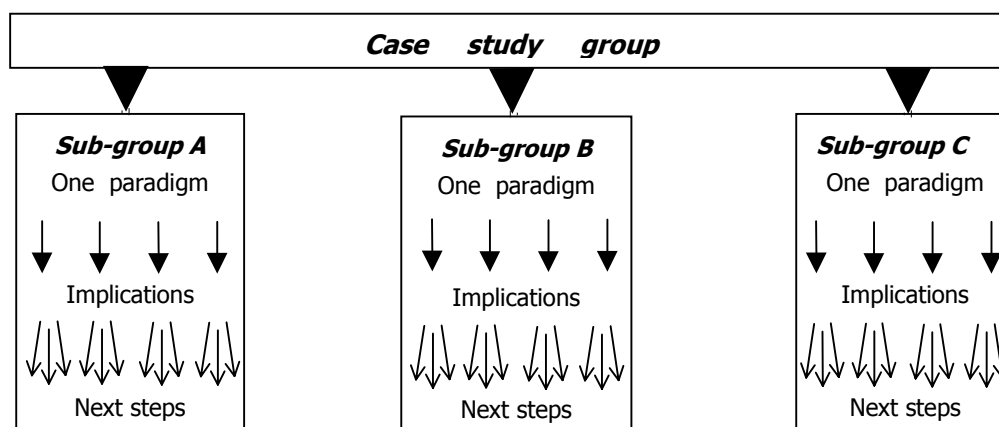 Case study group
Sub-group A
One paradigm
Implications
Next steps
Sub-group B
One paradigm
Implications
Next steps
Sub-group C
One paradigm
Implications
Next steps